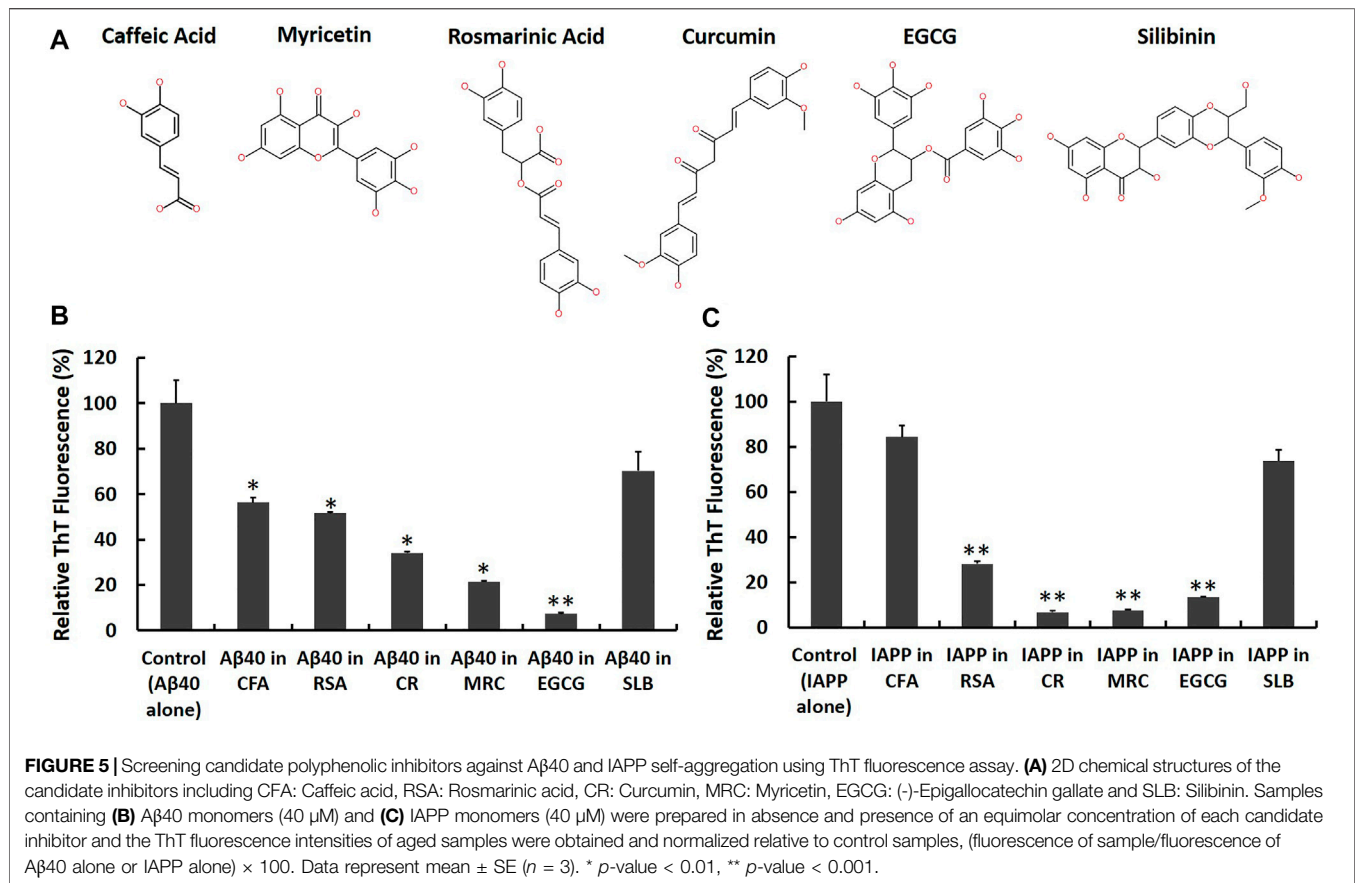 A
Caffeic Acid Myricetin Rosmarinic Acid Curcumin EGCG Silibinin
B
Relative ThT Fluorescence (%)
120
100
80
60
40
20
0
*
*
*
*
**
Control (Aβ40 alone)
Aβ40 in CFA
Aβ40 in RSA
Aβ40 in CR
Aβ40 in MRC
Aβ40 in EGCG
Aβ40 in SLB
C
Relative ThT Fluorescence (%)
120
100
80
60
40
20
0
**
**
**
**
Control (IAPP alone)
IAPP in CFA
IAPP in RSA
IAPP in CR
IAPP in MRC
IAPP in EGCG
IAPP in SLB
FIGURE 5 | Screening candidate polyphenolic inhibitors against Aβ40 and IAPP self-aggregation using ThT fluorescence assay. (A) 2D chemical structures of the
candidate inhibitors including CFA: Caffeic acid, RSA: Rosmarinic acid, CR: Curcumin, MRC: Myricetin, EGCG: (-)-Epigallocatechin gallate and SLB: Silibinin. Samples
containing (B) Aβ40 monomers (40 µM) and (C) IAPP monomers (40 µM) were prepared in absence and presence of an equimolar concentration of each candidate
inhibitor and the ThT fluorescence intensities of aged samples were obtained and normalized relative to control samples, (fluorescence of sample/fluorescence of
Aβ40 alone or IAPP alone) × 100. Data represent mean ± SE (n = 3). * p-value < 0.01, ** p-value < 0.001.